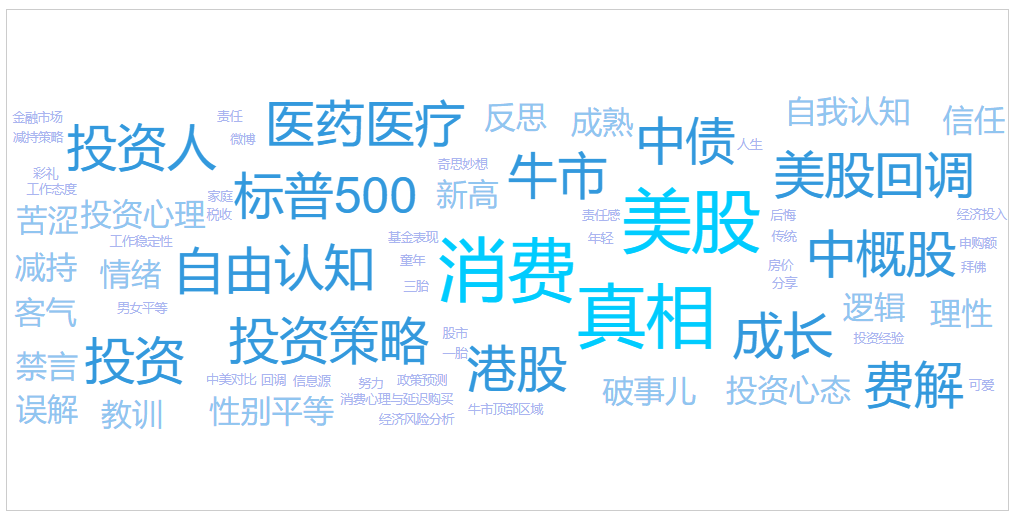 金融市场
减持策略
投资人
责任
微博
医药医疗
反思
成熟
中债
人生
自我认知
信任
彩礼
工作态度
家庭
税收
标普500
奇思妙想
新高
牛市
美股回调
苦涩
投资心理
工作稳定性
基金表现
责任感
年轻
美股
后悔
传统
经济投入
减持
情绪
自由认知
童年
三胎
消费
房价
分享
中概股
申购额
拜佛
客气
男女平等
真相
逻辑
理性
禁言
投资
投资策略
股市
一胎
港股
成长
投资经验
误解
教训
中美对比
回调
信息源
努力
政策预测
消费心理与延迟购买
性别平等
经济风险分析
牛市顶部区域
破事儿
投资心态
费解
可爱